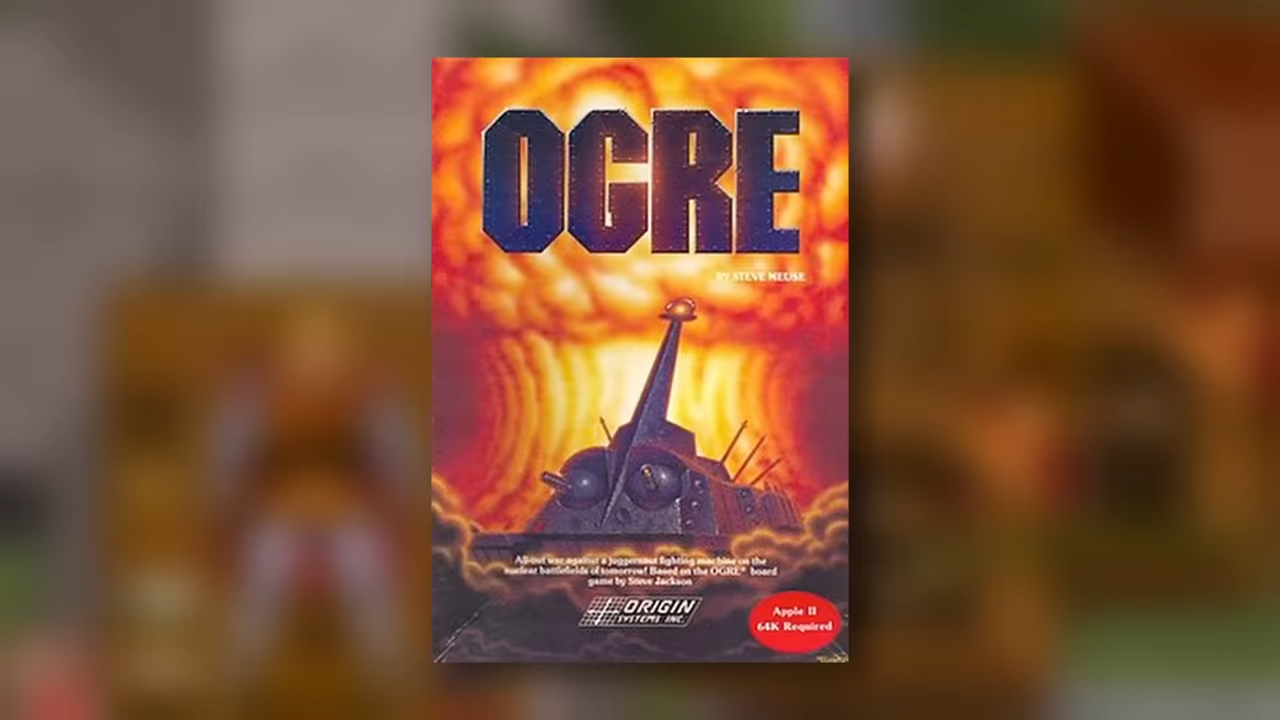 OGRE
BY STEVE MEUSE
All-out war against a juggernaut fighting machine on the
nuclear battlefields of tomorrow! Based on the OGRE® board
game by Steve Jackson
ORIGIN
SYSTEMS INC.
Apple II
64K Required